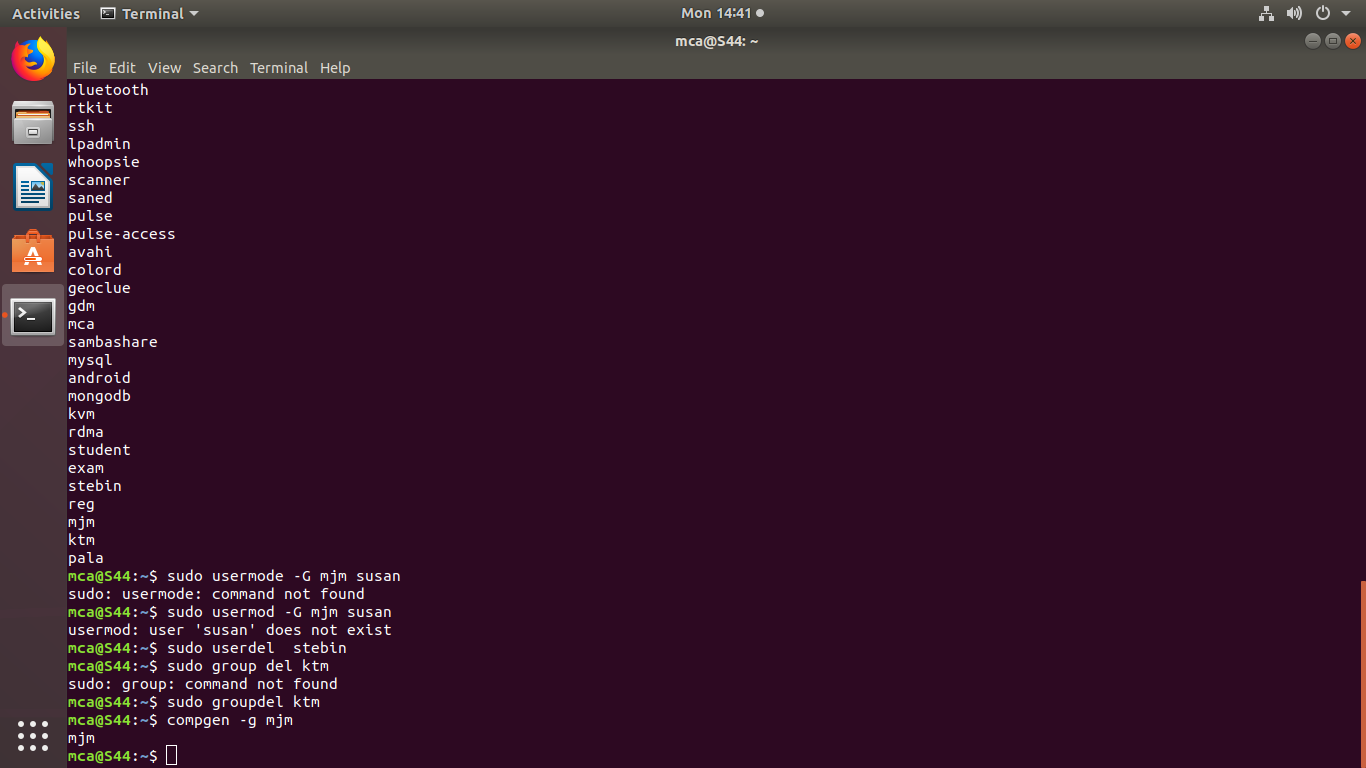 Activities Terminal Mon 14:41
mca@S44: ~
File Edit View Search Terminal Help
bluetooth
rtkit
ssh
lpadmin
whoopsie
scanner
saned
pulse
pulse-access
avahi
colord
geoclue
gdm
mca
sambashare
mysql
android
mongodb
kvm
rdma
student
exam
stebin
reg
mjm
ktm
pala
mca@S44:~$ sudo usermode -G mjm susan
sudo: usermode: command not found
mca@S44:~$ sudo usermod -G mjm susan
usermod: user 'susan' does not exist
mca@S44:~$ sudo userdel  stebin
mca@S44:~$ sudo group del ktm
sudo: group: command not found
mca@S44:~$ sudo groupdel ktm
mca@S44:~$ compgen -g mjm
mjm
mca@S44:~$